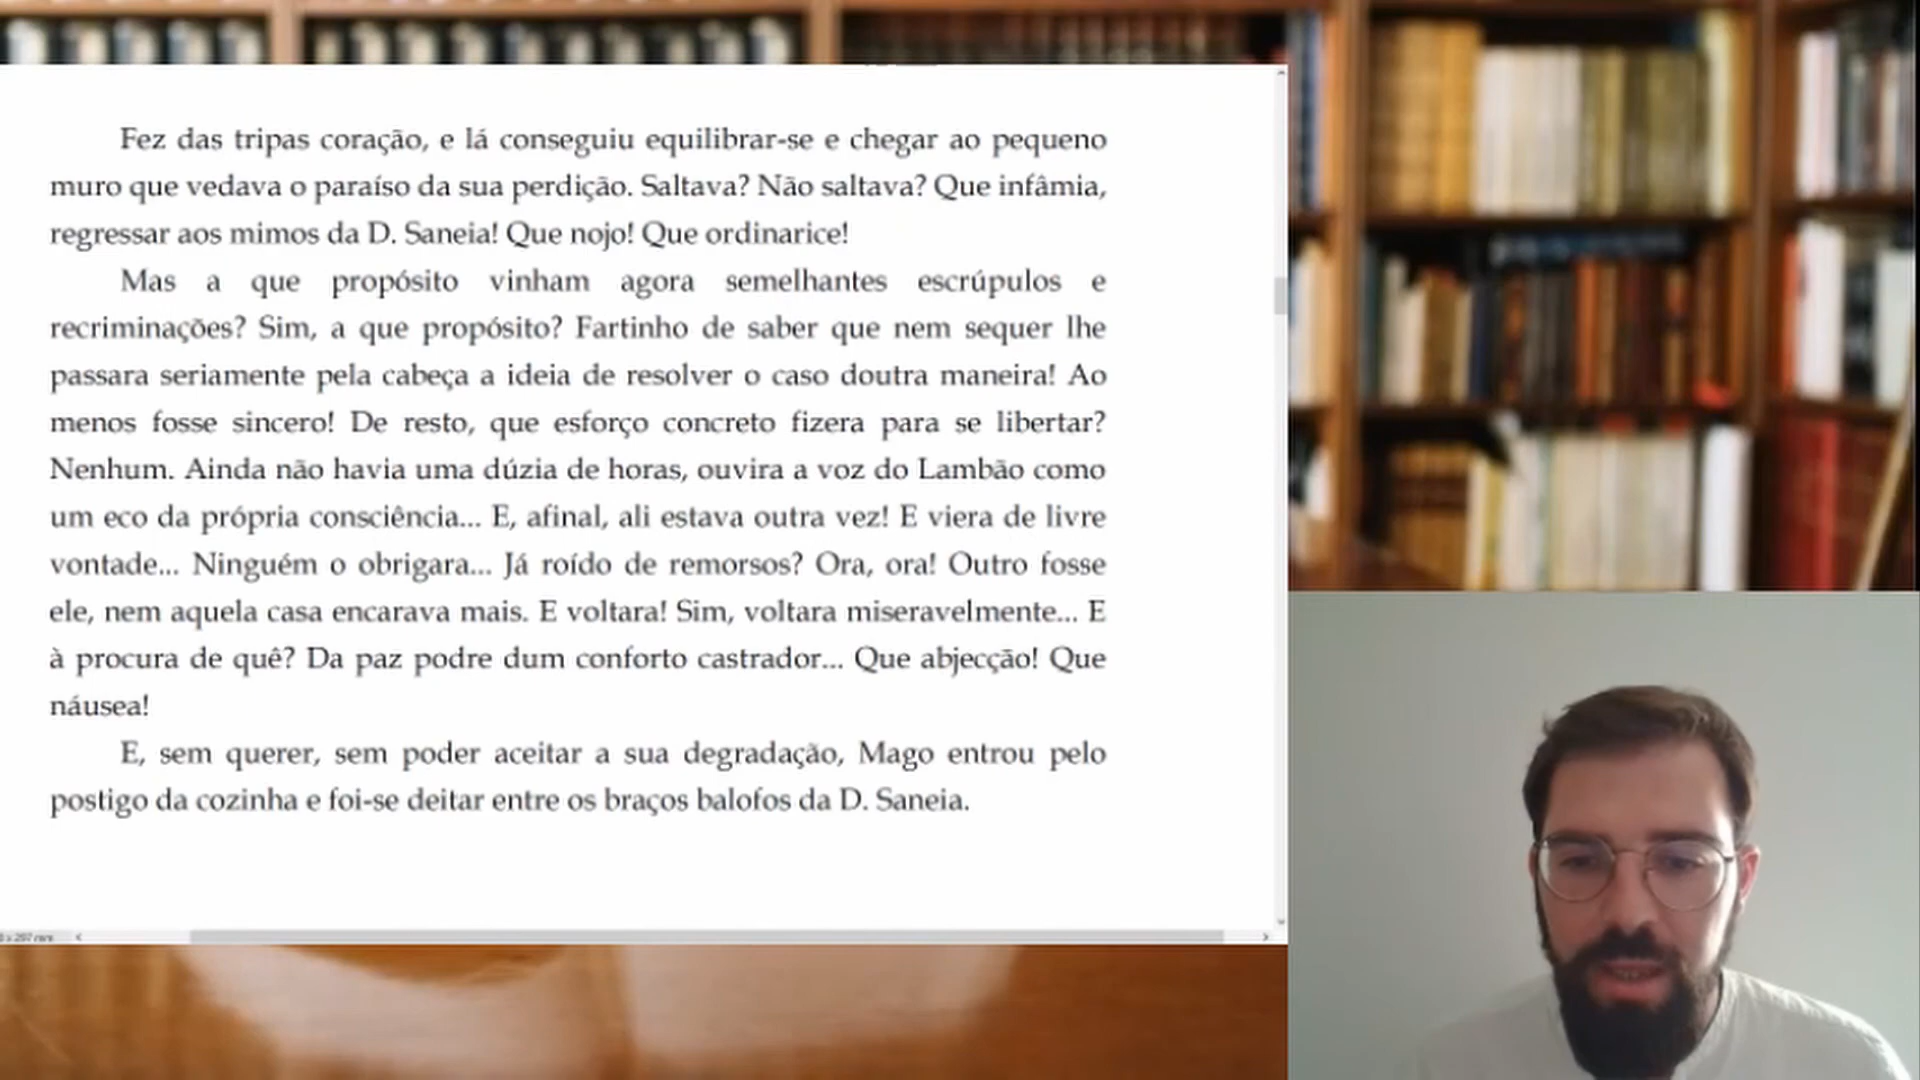 Fez das tripas coração, e lá conseguiu equilibrar-se e chegar ao pequeno
muro que vedava o paraíso da sua perdição. Saltava? Não saltava? Que infâmia,
regressar aos mimos da D. Saneia! Que nojo! Que ordinarice!
Mas a que propósito vinham agora semelhantes escrúpulos e
recriminações? Sim, a que propósito? Fartinho de saber que nem sequer lhe
passara seriamente pela cabeça a ideia de resolver o caso doutra maneira! Ao
menos fosse sincero! De resto, que esforço concreto fizera para se libertar?
Nenhum. Ainda não havia uma dúzia de horas, ouvira a voz do Lambão como
um eco da própria consciência... E, afinal, ali estava outra vez! E viera de livre
vontade... Ninguém o obrigara... Já roído de remorsos? Ora, ora! Outro fosse
ele, nem aquela casa encarava mais. E voltara! Sim, voltara miseravelmente... E
à procura de quê? Da paz podre dum conforto castrador... Que abjecção! Que
náusea!
E, sem querer, sem poder aceitar a sua degradação, Mago entrou pelo
postigo da cozinha e foi-se deitar entre os braços balofos da D. Saneia.
x 297 mm